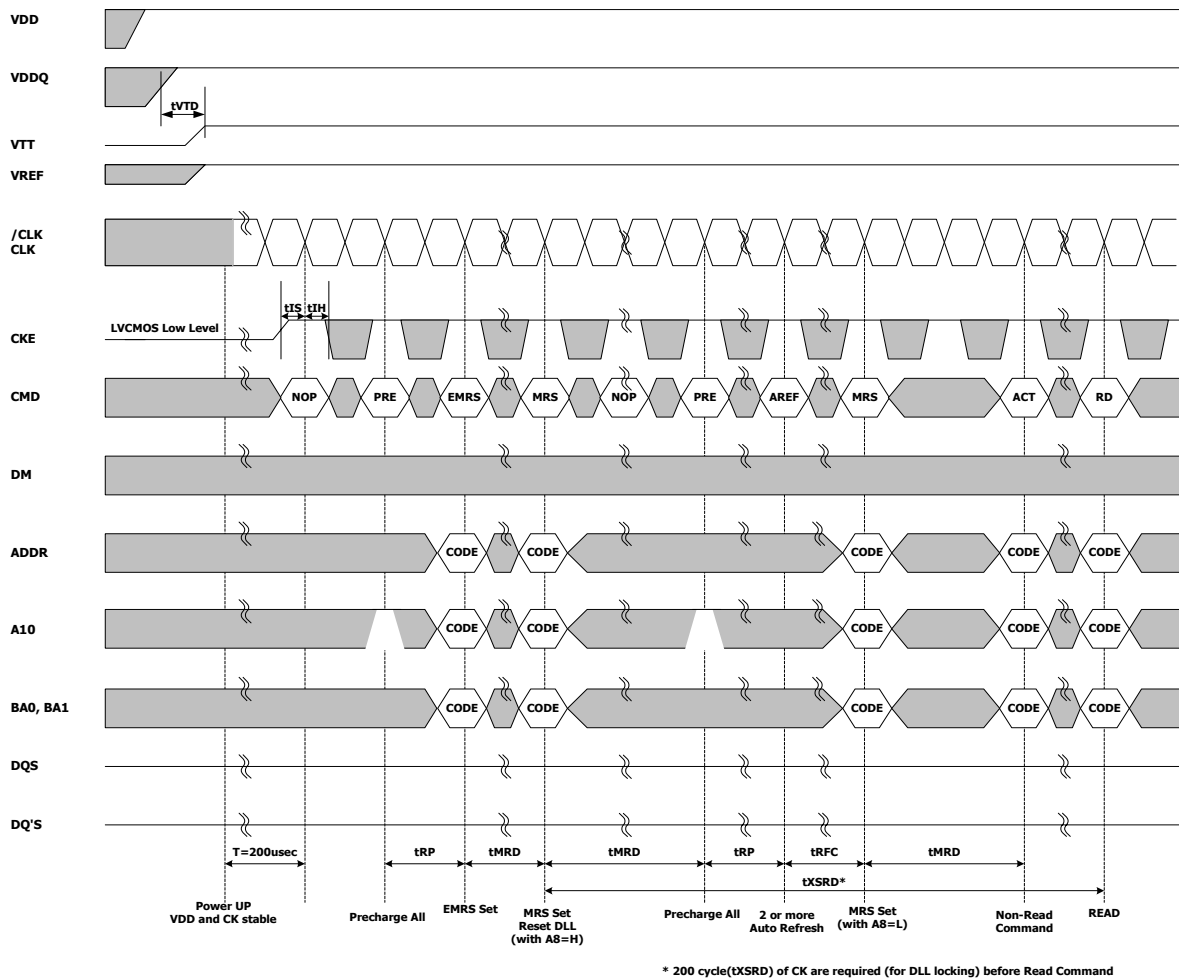 VDD
VDDQ
tVTD
VTT
VREF
/CLK
CLK
tIS tIH
LVCMOS Low Level
CKE
CMD NOP PRE EMRS MRS NOP PRE AREF MRS ACT RD
DM
ADDR CODE CODE CODE CODE CODE
A10 CODE CODE CODE CODE CODE
BA0, BA1 CODE CODE CODE CODE CODE
DQS
DQ'S
T=200usec tRP tMRD tMRD tRP tRFC tMRD
tXSRD*
Power UP
VDD and CK stable
Precharge All
EMRS Set
MRS Set
Reset DLL
(with A8=H)
Precharge All
2 or more
Auto Refresh
MRS Set
(with A8=L)
Non-Read
Command
READ
* 200 cycle(tXSRD) of CK are required (for DLL locking) before Read Command